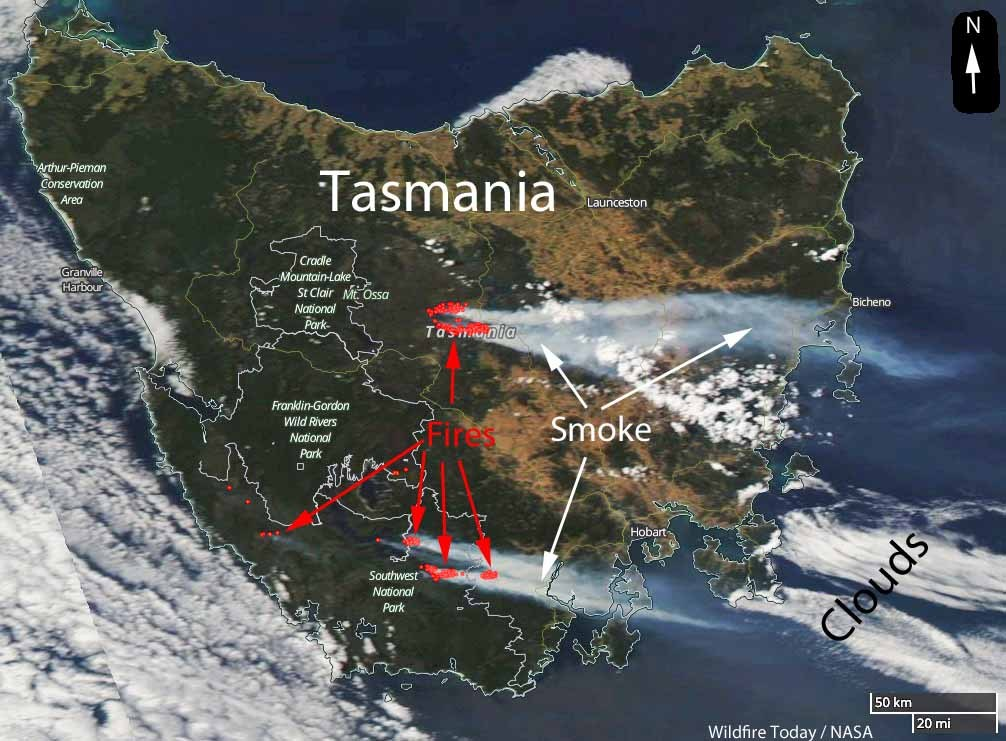 N
Arthur-Pieman
Conservation
Area
Tasmania
Launceston
Cradle
Mountain-Lake
St Clair
National
Park
Mt. Ossa
Granville
Harbour
Bicheno
Tasmania
Franklin-Gordon
Wild Rivers
National
Park
Fires
Smoke
Hobart
Southwest
National
Park
Clouds
50 km
20 mi
Wildfire Today / NASA